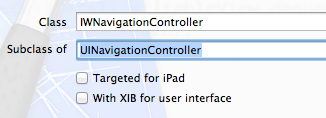 Class IWNavigationController
Subclass of UINavigationController
Targeted for iPad
With XIB for user interface